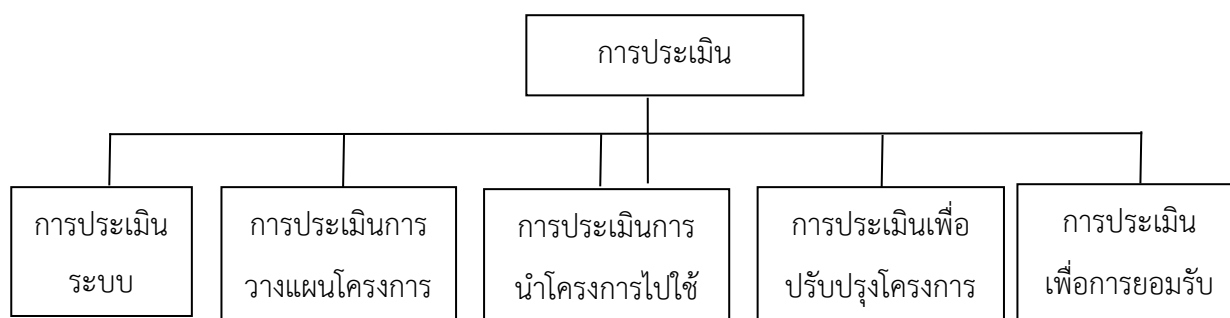 การประเมิน
การประเมิน
ระบบ
การประเมินการ
วางแผนโครงการ
การประเมินการ
นำโครงการไปใช้
การประเมินเพื่อ
ปรับปรุงโครงการ
การประเมิน
เพื่อการยอมรับ